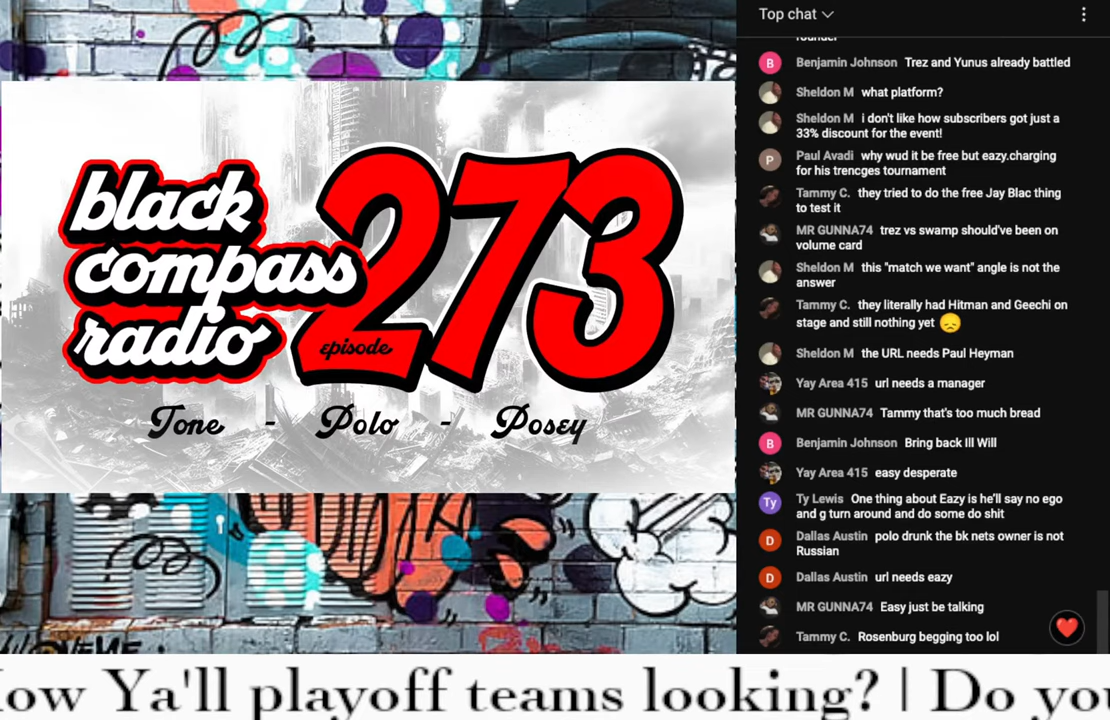 Top chat
founder
Benjamin Johnson Trez and Yunus already battled
Sheldon M what platform?
Sheldon M i don't like how subscribers got just a
33% discount for the event!
Paul Avadi why wud it be free but eazy.charging
for his trencges tournament
Tammy C. they tried to do the free Jay Blac thing
to test it
MR GUNNA74 trez vs swamp should've been on
volume card
Sheldon M this "match we want" angle is not the
answer
Tammy C. they literally had Hitman and Geechi on
stage and still nothing yet 😞
Sheldon M the URL needs Paul Heyman
Yay Area 415 url needs a manager
MR GUNNA74 Tammy that's too much bread
Benjamin Johnson Bring back Ill Will
Yay Area 415 easy desperate
Ty Lewis One thing about Eazy is he'll say no ego
and g turn around and do some do shit
Dallas Austin polo drunk the bk nets owner is not
Russian
Dallas Austin url needs eazy
MR GUNNA74 Easy just be talking
Tammy C. Rosenburg begging too lol
B
P
B
Ty
D
D
black
compass
radio
273
episode
Tone - Polo - Posey
How Ya'll playoff teams looking? | Do you